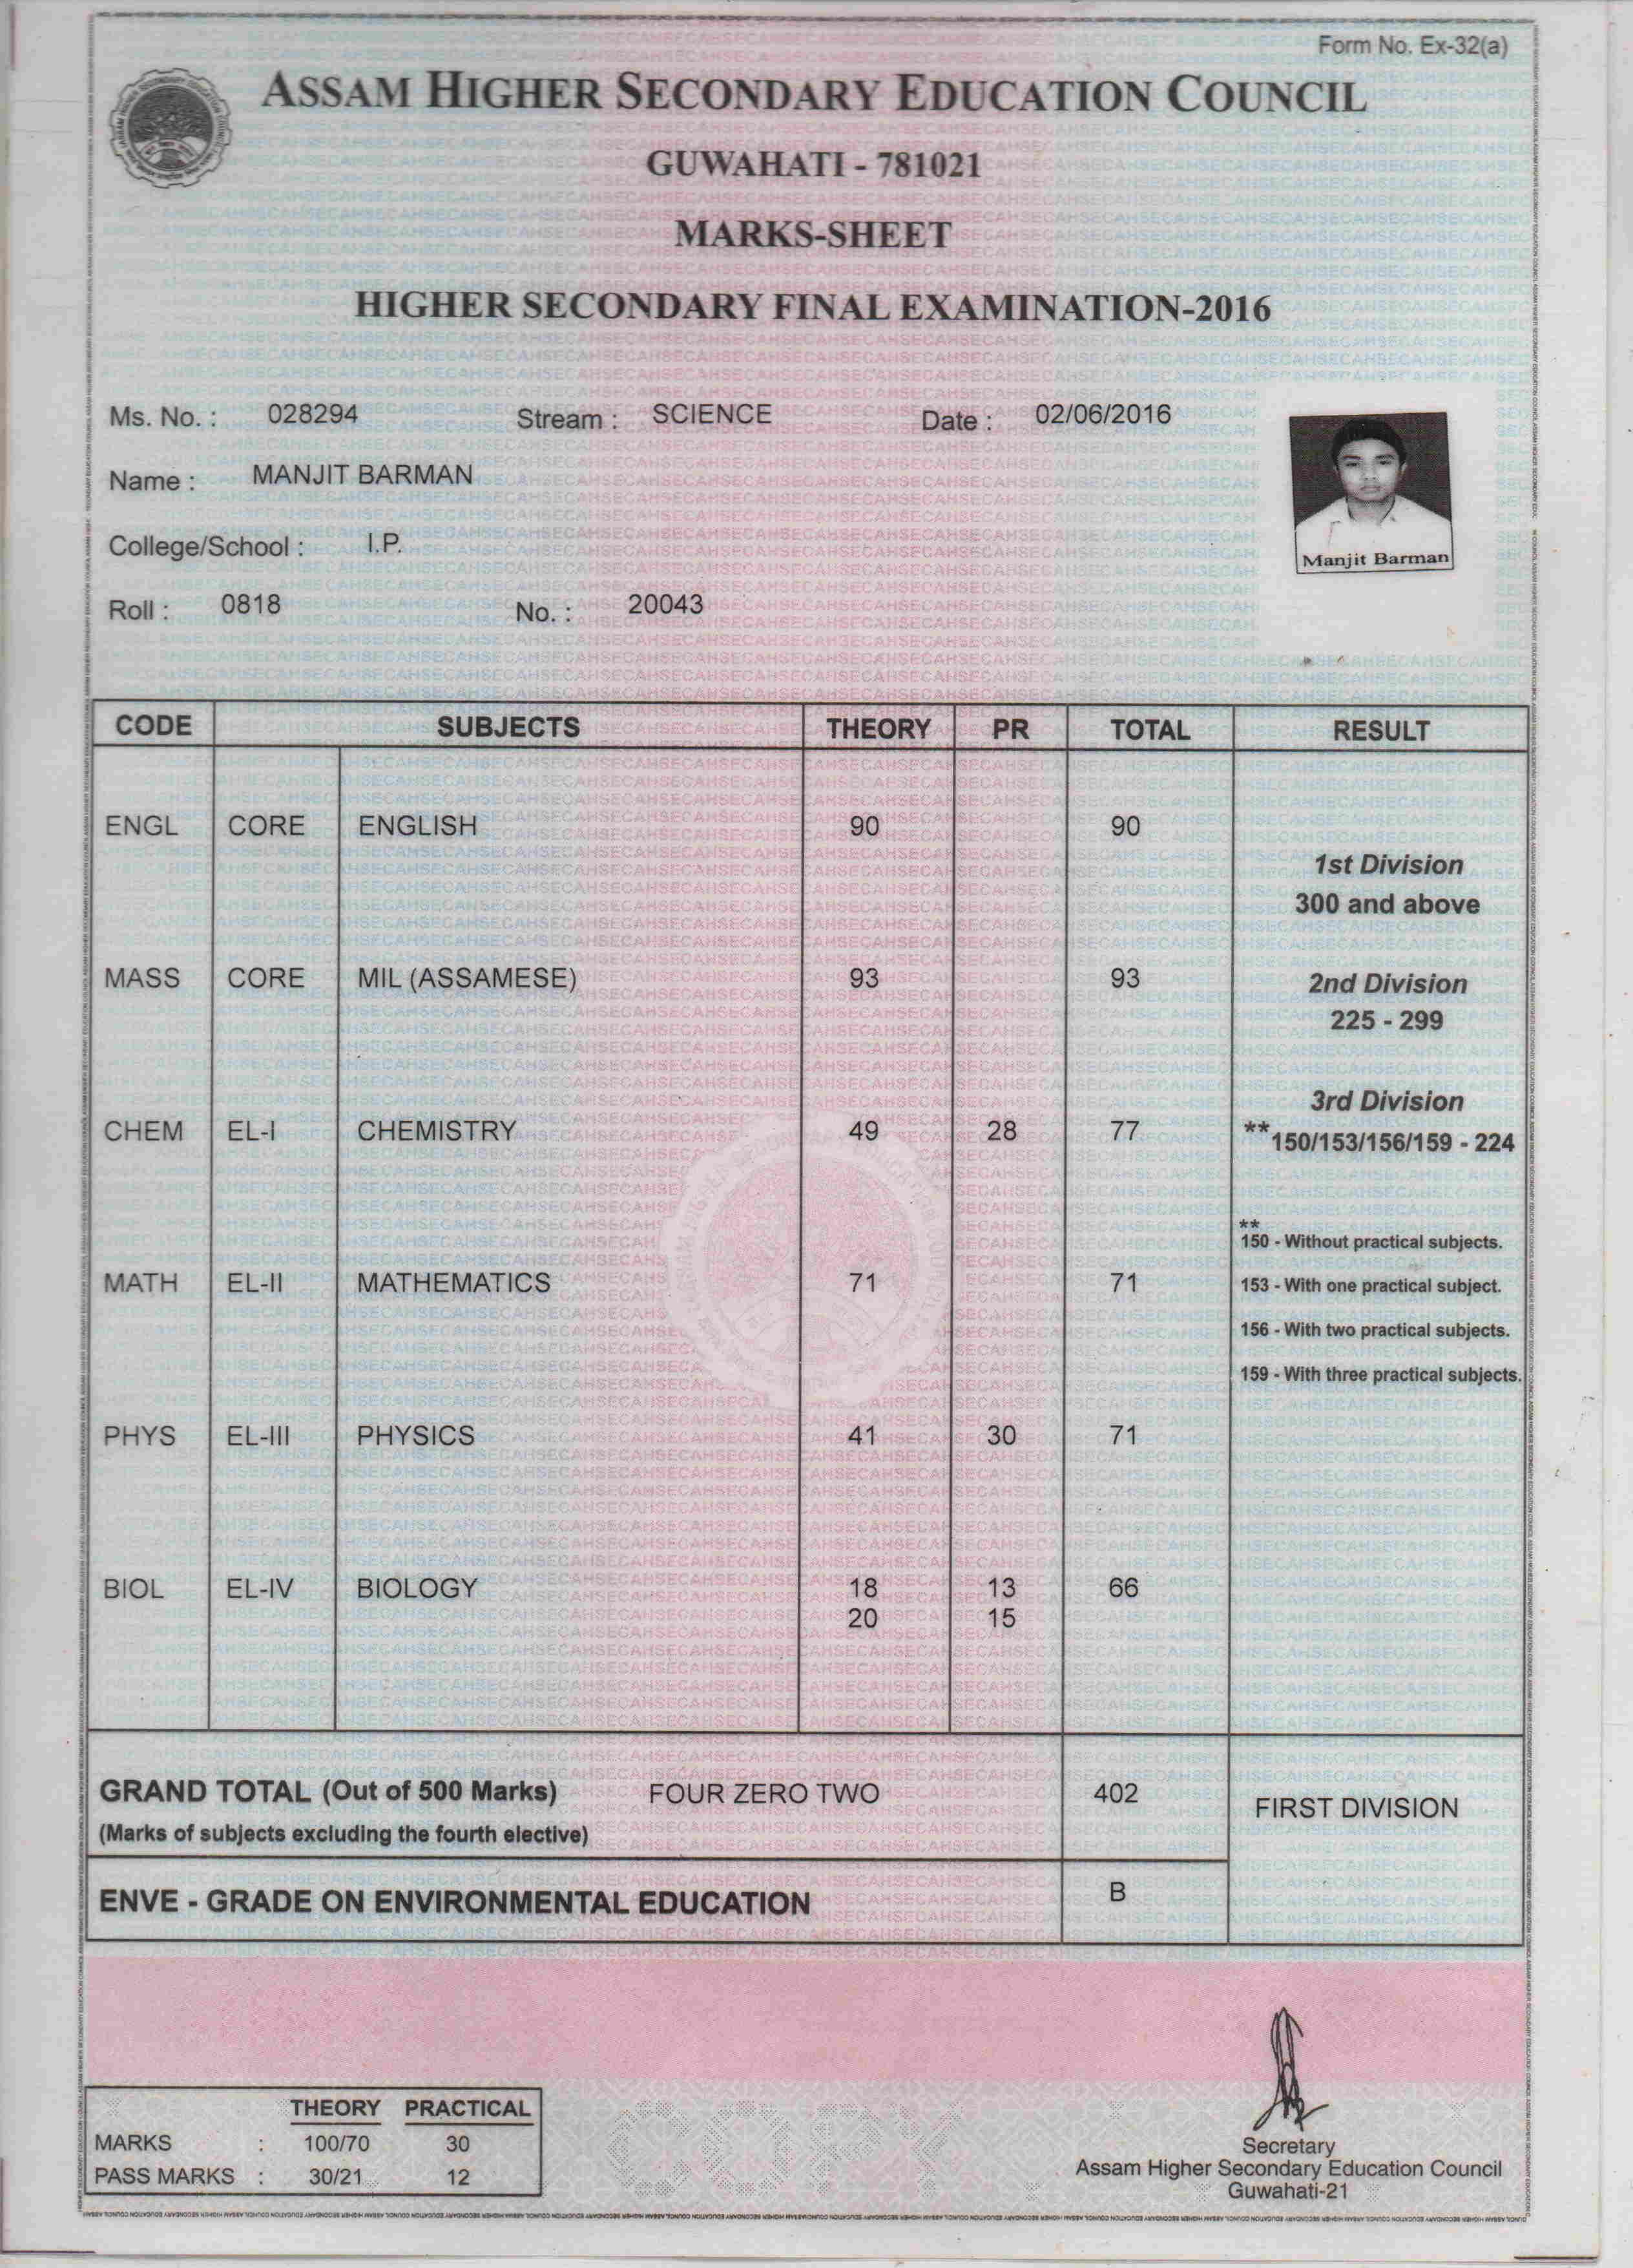 Form No. Ex-32(a)
ASSAM HIGHER SECONDARY EDUCATION COUNCIL
GUWAHATI - 781021
MARKS-SHEET
HIGHER SECONDARY FINAL EXAMINATION-2016
Ms. No. : 028294 Stream : SCIENCE Date : 02/06/2016
Name : MANJIT BARMAN
College/School : I.P.
Manjit Barman
Roll : 0818 No. : 20043
CODE SUBJECTS THEORY PR TOTAL RESULT
ENGL CORE ENGLISH 90 90
1st Division
300 and above
MASS CORE MIL (ASSAMESE) 93 93
2nd Division
225 - 299
3rd Division
CHEM EL-I CHEMISTRY 49 28 77
**150/153/156/159 - 224
**
150 - Without practical subjects.
MATH EL-II MATHEMATICS 71 71
153 - With one practical subject.
156 - With two practical subjects.
159 - With three practical subjects.
PHYS EL-III PHYSICS 41 30 71
BIOL EL-IV BIOLOGY 18 13 66
20 15
GRAND TOTAL (Out of 500 Marks) FOUR ZERO TWO 402
FIRST DIVISION
(Marks of subjects excluding the fourth elective)
ENVE - GRADE ON ENVIRONMENTAL EDUCATION B
THEORY PRACTICAL
MARKS : 100/70 30
PASS MARKS : 30/21 12
COPY
Secretary
Assam Higher Secondary Education Council
Guwahati-21